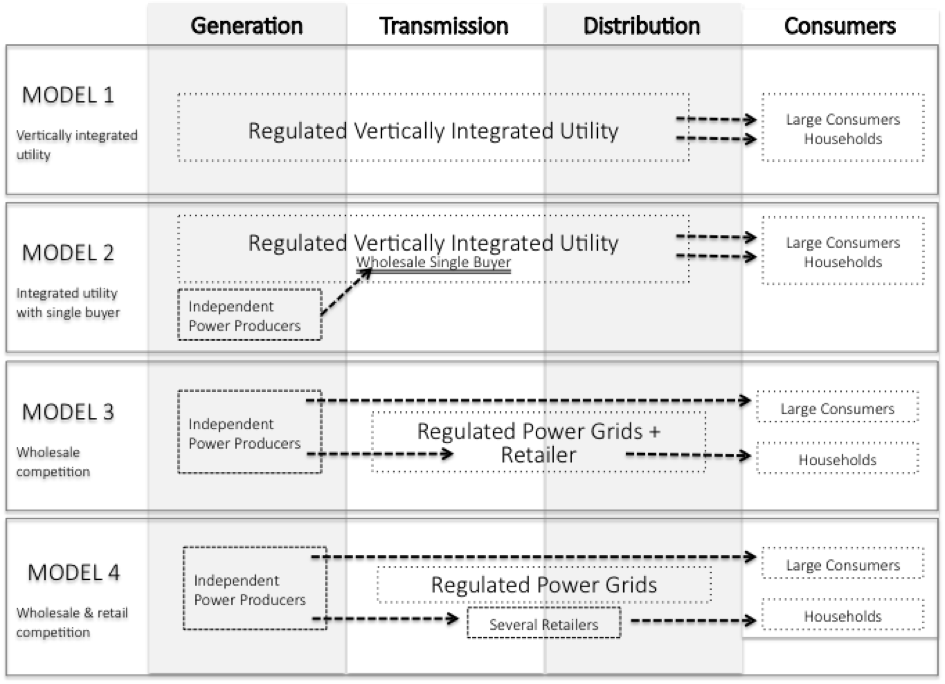 Generation
Transmission
Distribution
Consumers
MODEL 1
Vertically integrated
utility
Regulated Vertically Integrated Utility
Large Consumers
Households
MODEL 2
Integrated utility
with single buyer
Regulated Vertically Integrated Utility
Wholesale Single Buyer
Independent
Power Producers
Large Consumers
Households
MODEL 3
Wholesale
competition
Independent
Power Producers
Regulated Power Grids +
Retailer
Large Consumers
Households
MODEL 4
Wholesale & retail
competition
Independent
Power Producers
Regulated Power Grids
Several Retailers
Large Consumers
Households